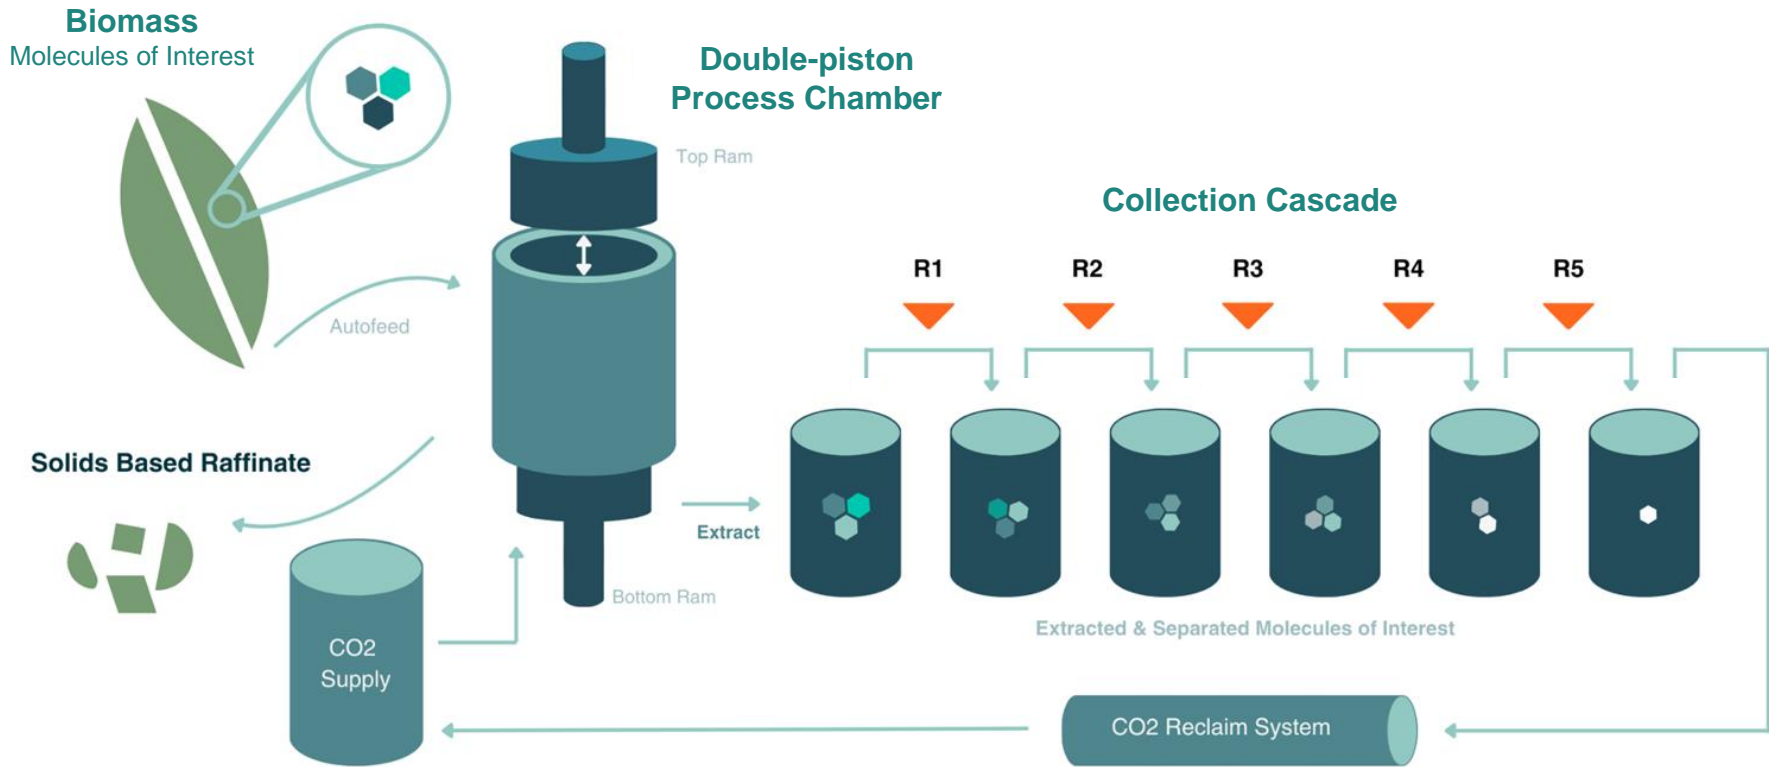 Biomass
Molecules of Interest
Double-piston
Process Chamber
Top Ram
Collection Cascade
R1 R2 R3 R4 R5
Autofeed
Solids Based Raffinate
Extract
Bottom Ram
Extracted & Separated Molecules of Interest
CO2
Supply
CO2 Reclaim System